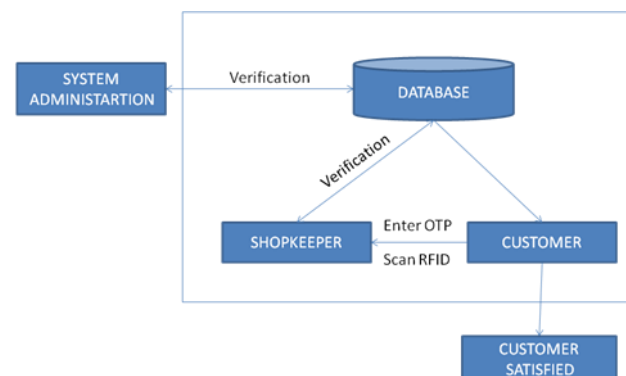 SYSTEM
ADMINISTARTION
Verification
DATABASE
Verification
SHOPKEEPER
Enter OTP
Scan RFID
CUSTOMER
CUSTOMER
SATISFIED